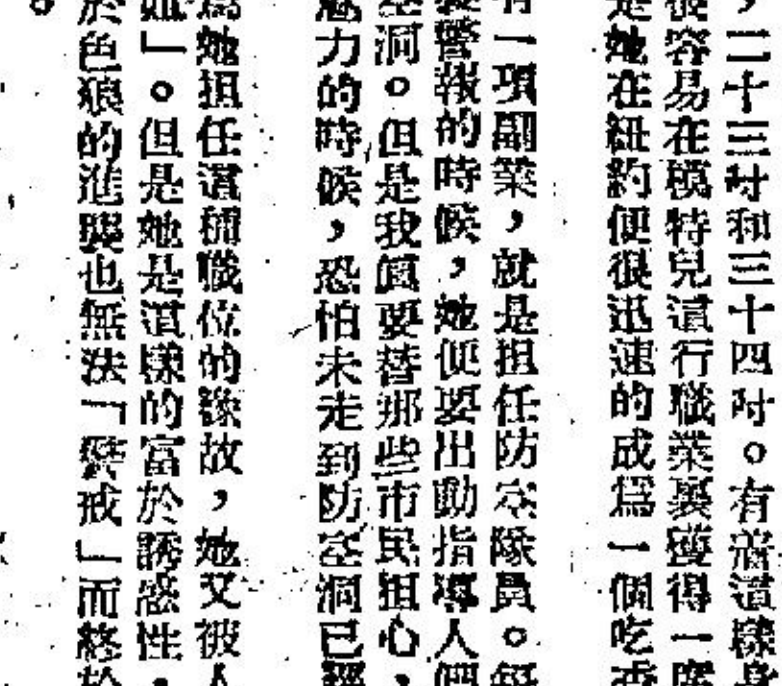 ，二十三吋和三十四吋。有着這樣身
很容易在模特兒這行職業裏獲得一席
是她在紐約便很迅速的成爲一個吃香
有一項副業，就是担任防空隊員。每
襲警報的時候，她便要出動指導人們
空洞。但是我眞要替那些市民担心，
魅力的時候，恐怕未走到防空洞已經
爲她担任這種職位的緣故，她又被人
她」。但是她是這樣的富於誘惑性，
於色狼的進襲也無法「警戒」而終於
。